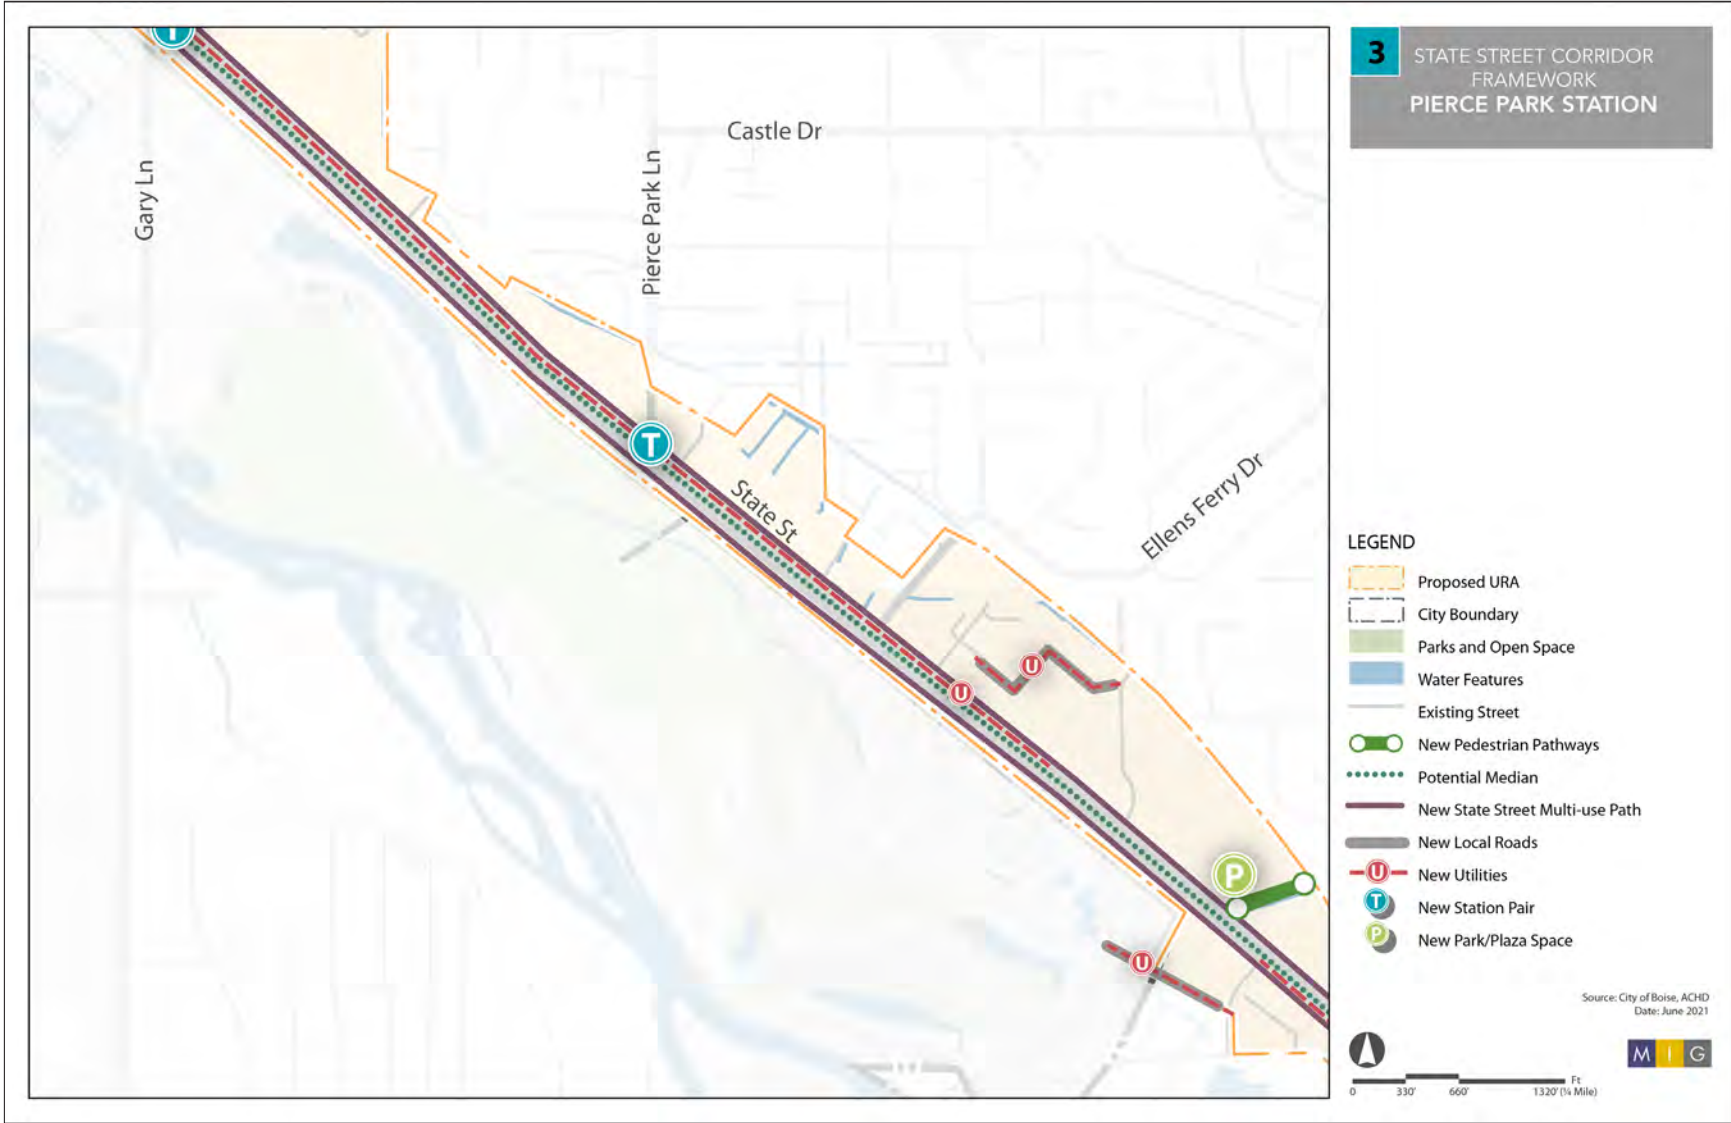 3
STATE STREET CORRIDOR
FRAMEWORK
PIERCE PARK STATION
T
Castle Dr
Gary Ln
Pierce Park Ln
T
State St
Ellens Ferry Dr
U
U
P
U
LEGEND
Proposed URA
City Boundary
Parks and Open Space
Water Features
Existing Street
New Pedestrian Pathways
Potential Median
New State Street Multi-use Path
New Local Roads
U New Utilities
T New Station Pair
P New Park/Plaza Space
Source: City of Boise, ACHD
Date: June 2021
M I G
Ft
0 330' 660' 1320' (¼ Mile)